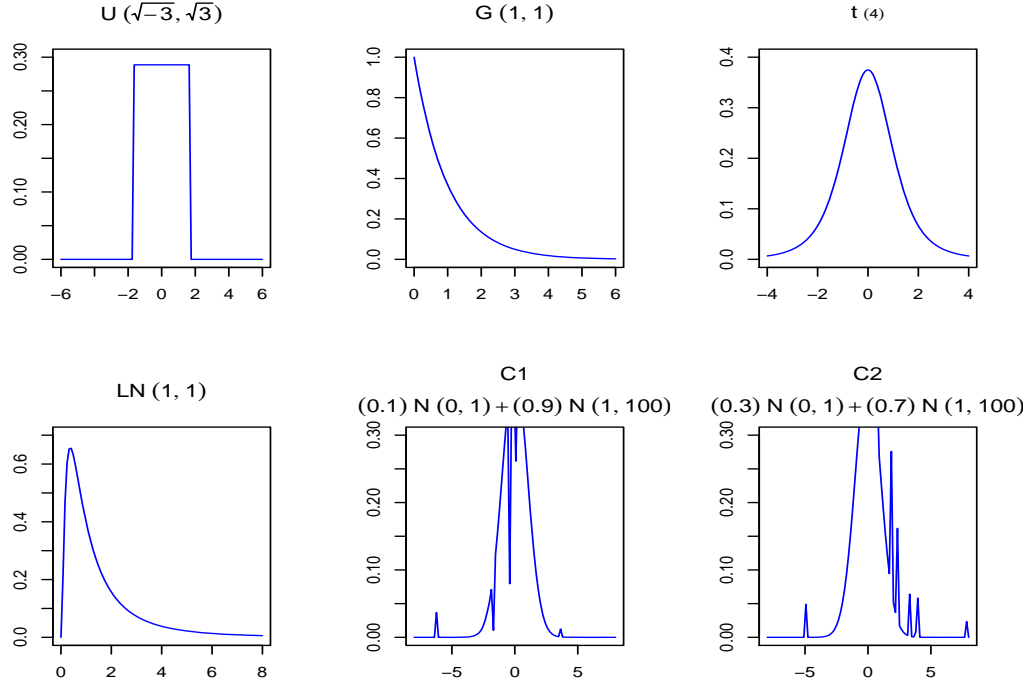 U (√−3, √3)
0.00 0.10 0.20 0.30
−6 −2 0 2 4 6
G (1, 1)
0.0 0.2 0.4 0.6 0.8 1.0
0 1 2 3 4 5 6
t (4)
0.0 0.1 0.2 0.3 0.4
−4 −2 0 2 4
LN (1, 1)
0.0 0.2 0.4 0.6
0 2 4 6 8
C1
(0.1) N (0, 1) + (0.9) N (1, 100)
0.00 0.10 0.20 0.30
−5 0 5
C2
(0.3) N (0, 1) + (0.7) N (1, 100)
0.00 0.10 0.20 0.30
−5 0 5